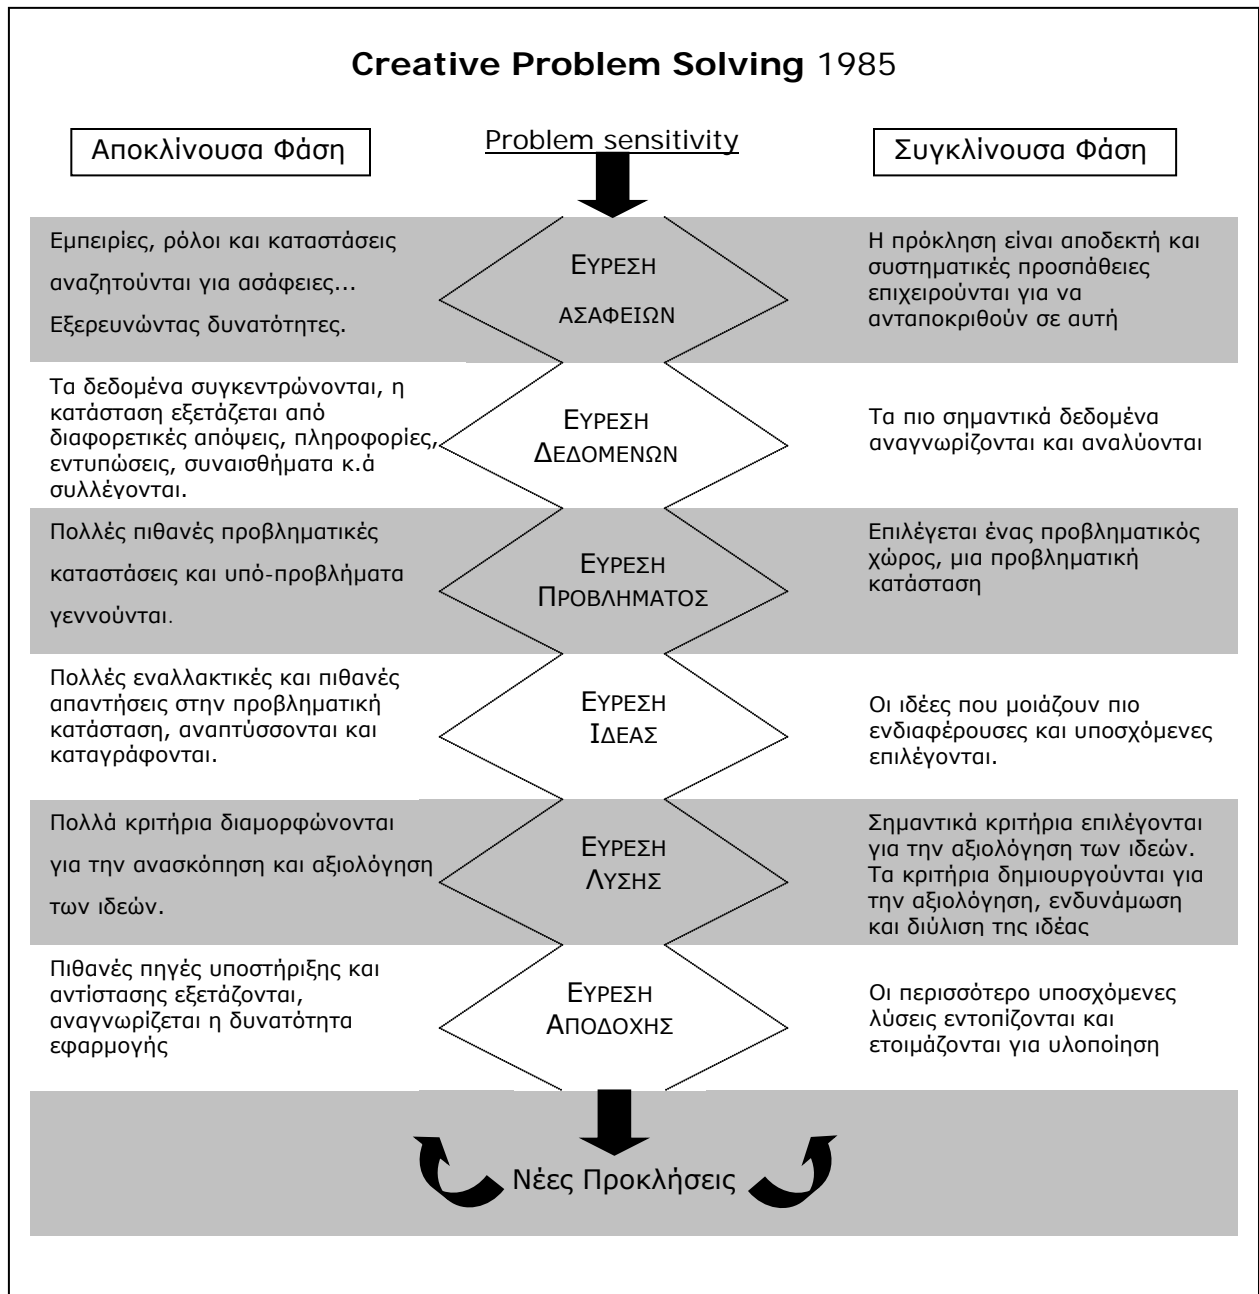 Creative Problem Solving 1985
Αποκλίνουσα Φάση
Problem sensitivity
Συγκλίνουσα Φάση
Εμπειρίες, ρόλοι και καταστάσεις
αναζητούνται για ασάφειες...
Εξερευνώντας δυνατότητες.
ΕΥΡΕΣΗ
ΑΣΑΦΕΙΩΝ
Η πρόκληση είναι αποδεκτή και
συστηματικές προσπάθειες
επιχειρούνται για να
ανταποκριθούν σε αυτή
Τα δεδομένα συγκεντρώνονται, η
κατάσταση εξετάζεται από
διαφορετικές απόψεις, πληροφορίες,
εντυπώσεις, συναισθήματα κ.ά
συλλέγονται.
ΕΥΡΕΣΗ
ΔΕΔΟΜΕΝΩΝ
Τα πιο σημαντικά δεδομένα
αναγνωρίζονται και αναλύονται
Πολλές πιθανές προβληματικές
καταστάσεις και υπό-προβλήματα
γεννούνται.
ΕΥΡΕΣΗ
ΠΡΟΒΛΗΜΑΤΟΣ
Επιλέγεται ένας προβληματικός
χώρος, μια προβληματική
κατάσταση
Πολλές εναλλακτικές και πιθανές
απαντήσεις στην προβληματική
κατάσταση, αναπτύσσονται και
καταγράφονται.
ΕΥΡΕΣΗ
ΙΔΕΑΣ
Οι ιδέες που μοιάζουν πιο
ενδιαφέρουσες και υποσχόμενες
επιλέγονται.
Πολλά κριτήρια διαμορφώνονται
για την ανασκόπηση και αξιολόγηση
των ιδεών.
ΕΥΡΕΣΗ
ΛΥΣΗΣ
Σημαντικά κριτήρια επιλέγονται
για την αξιολόγηση των ιδεών.
Τα κριτήρια δημιουργούνται για
την αξιολόγηση, ενδυνάμωση
και διύλιση της ιδέας
Πιθανές πηγές υποστήριξης και
αντίστασης εξετάζονται,
αναγνωρίζεται η δυνατότητα
εφαρμογής
ΕΥΡΕΣΗ
ΑΠΟΔΟΧΗΣ
Οι περισσότερο υποσχόμενες
λύσεις εντοπίζονται και
ετοιμάζονται για υλοποίηση
Νέες Προκλήσεις